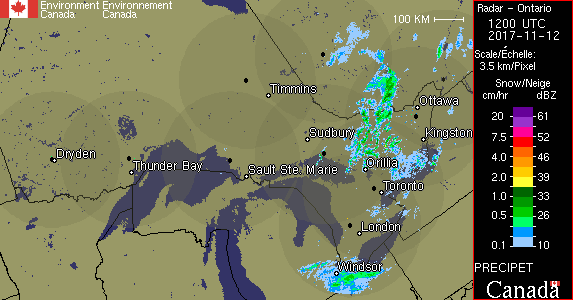 Environment Environnement
Canada Canada
100 KM
Timmins
Ottawa
Sudbury
Kingston
Dryden
Thunder Bay
Sault Ste. Marie
Orillia
Toronto
London
Windsor
Radar - Ontario
1200 UTC
2017-11-12
Scale/Échelle:
3.5 km/Pixel
Snow/Neige
cm/hr dBZ
20 61
7.5 52
4.0 46
2.0 39
1.0 33
0.5 26
0.1 10
PRECIPET
Canada